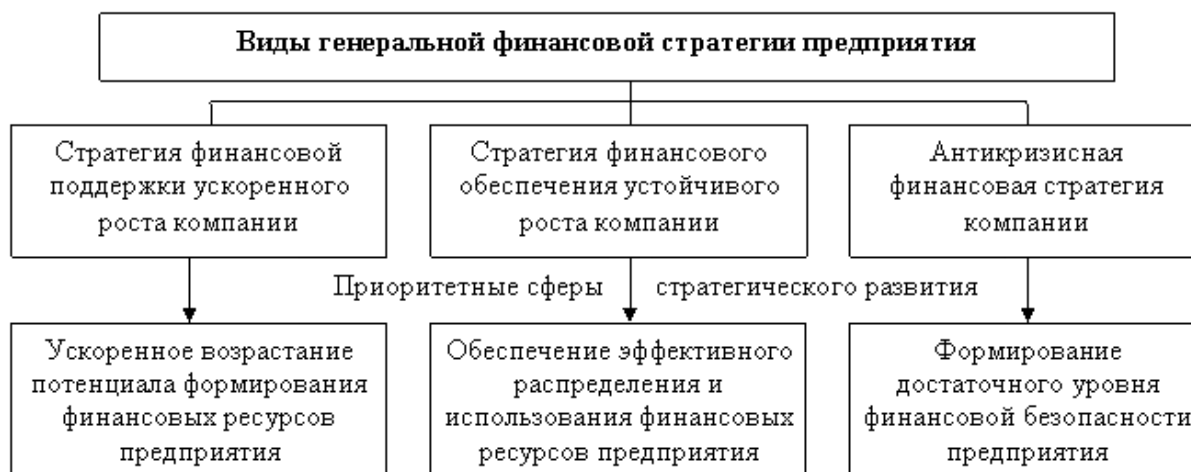 Виды генеральной финансовой стратегии предприятия
Стратегия финансовой
поддержки ускоренного
роста компании
Стратегия финансового
обеспечения устойчивого
роста компании
Антикризисная
финансовая стратегия
компании
Приоритетные сферы стратегического развития
Ускоренное возрастание
потенциала формирования
финансовых ресурсов
предприятия
Обеспечение эффективного
распределения и
использования финансовых
ресурсов предприятия
Формирование
достаточного уровня
финансовой безопасности
предприятия